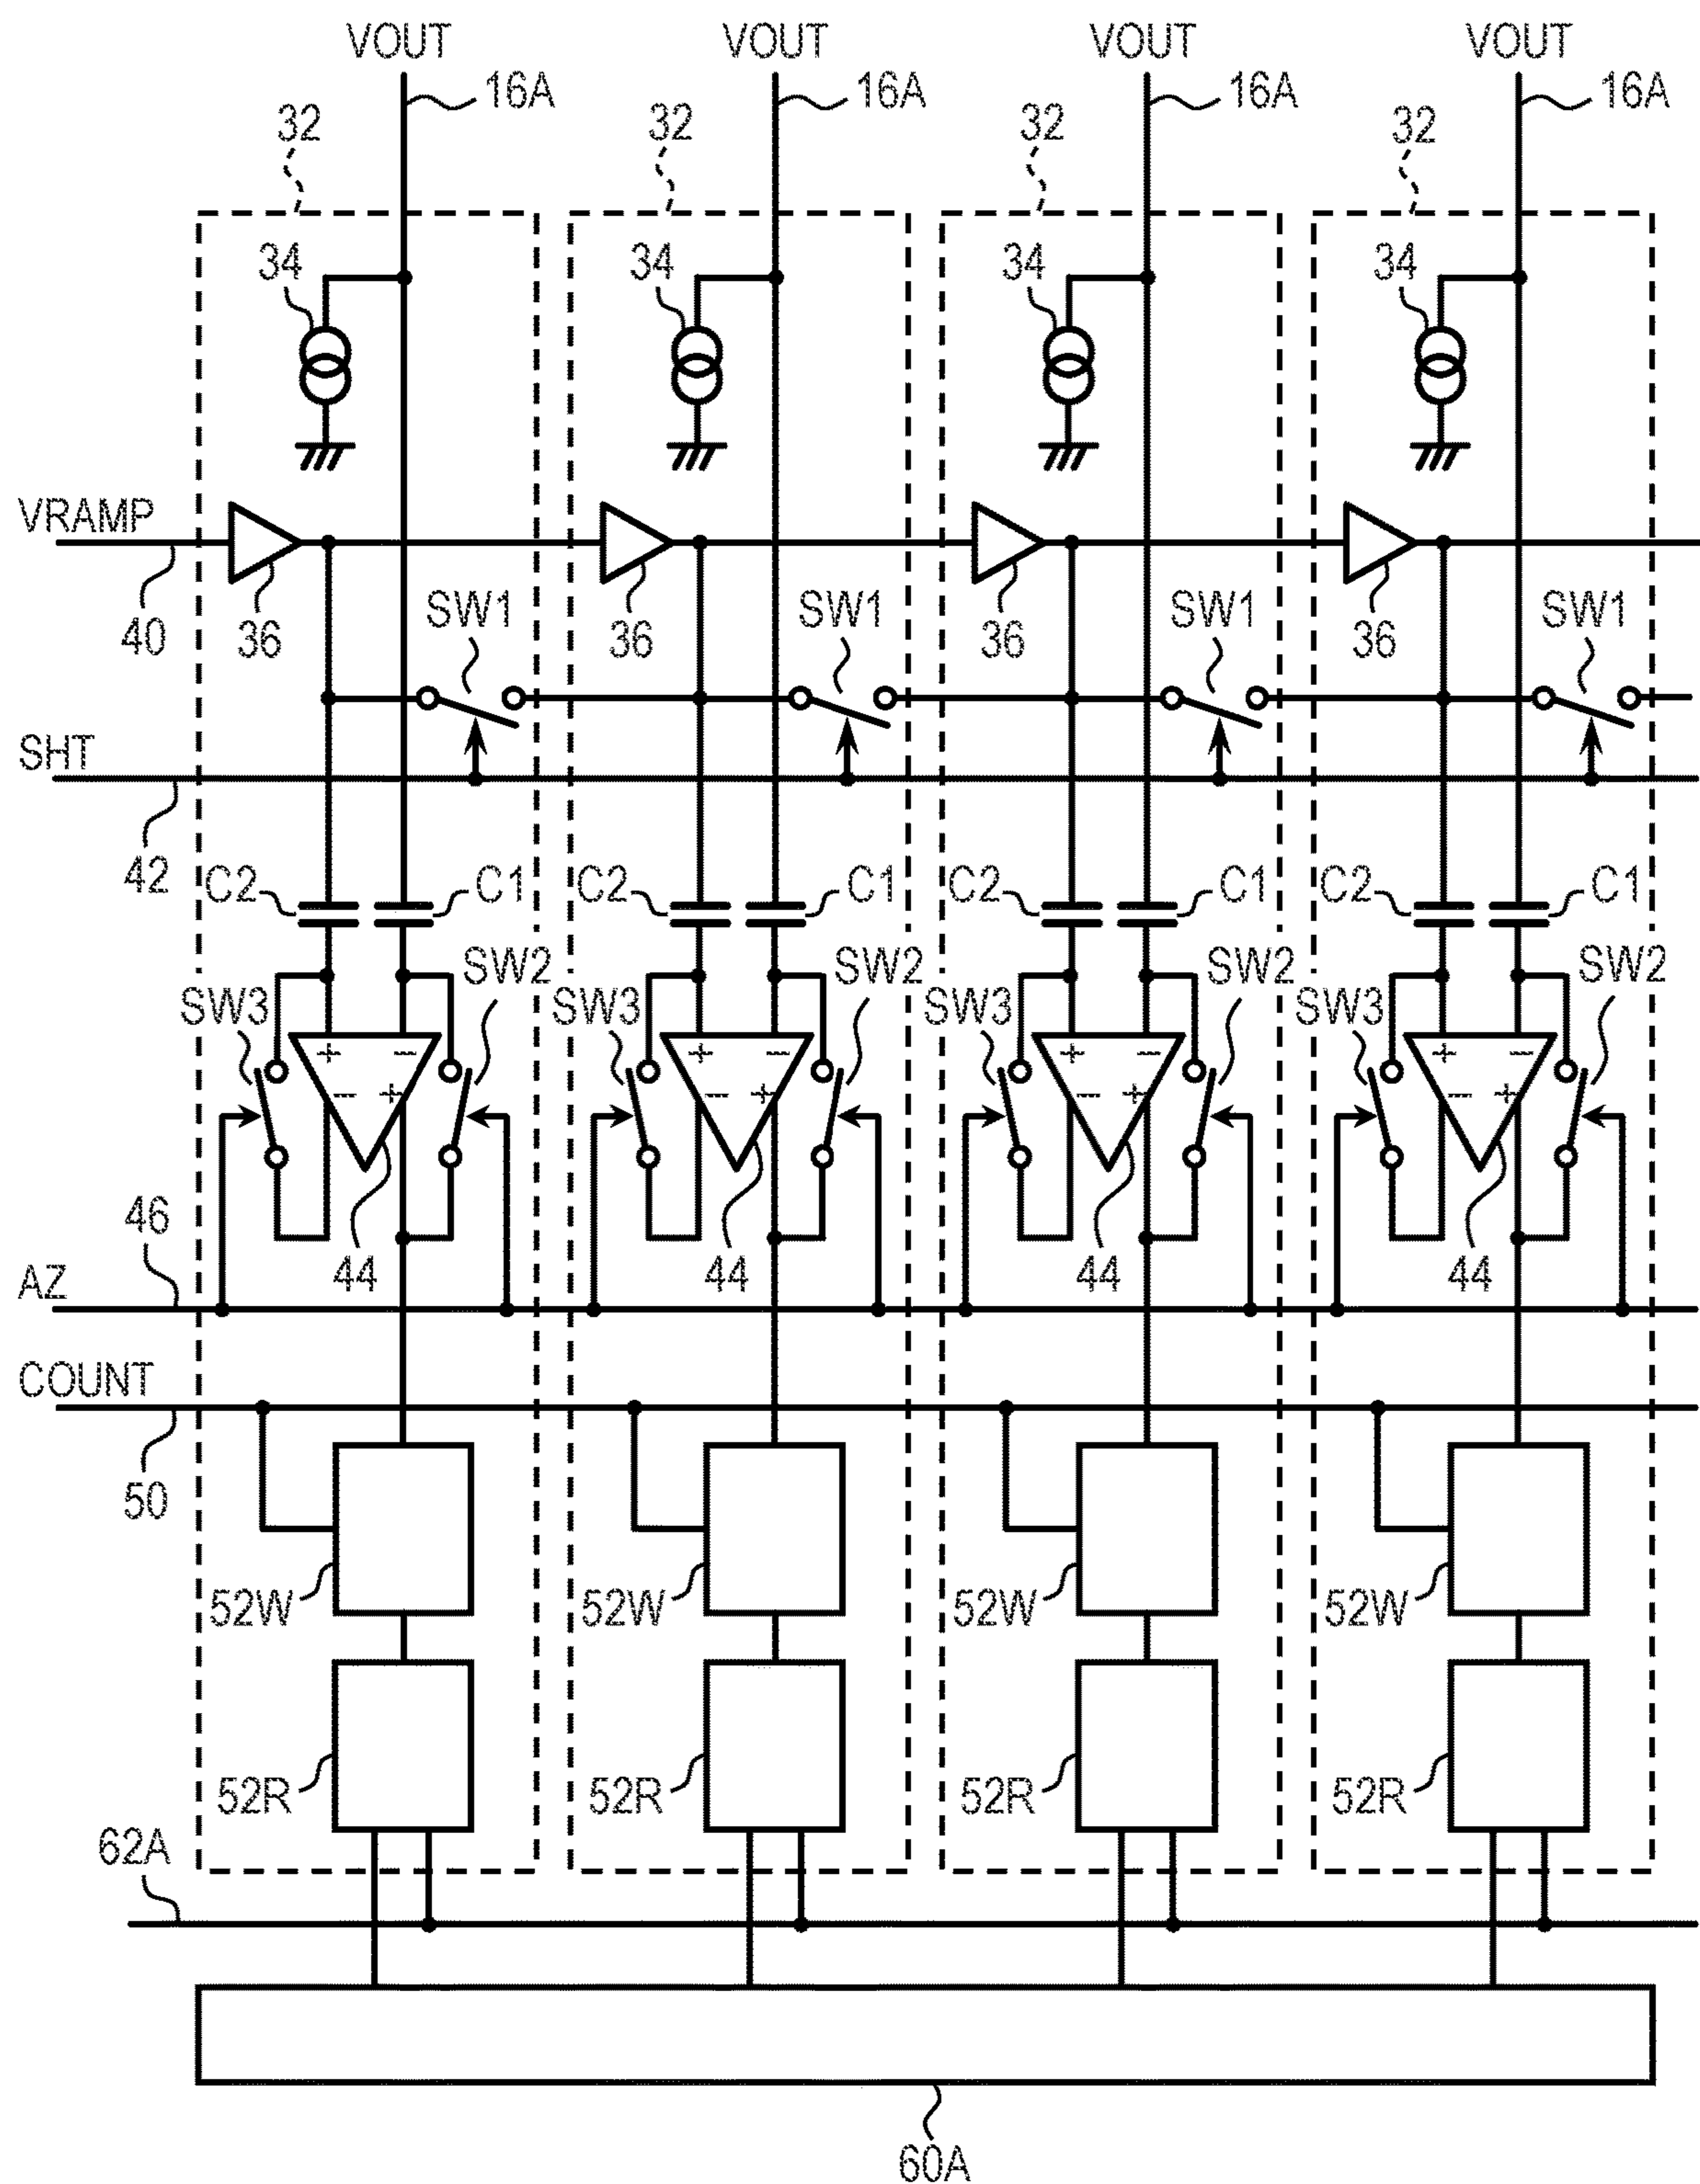 VOUT VOUT VOUT VOUT
16A 16A 16A 16A
32 32 32 32
34 34 34 34
VRAMP
40 36 36 36 36
SW1 SW1 SW1 SW1
SHT
42
C2 C1 C2 C1 C2 C1 C2 C1
SW3 SW2 SW3 SW2 SW3 SW2 SW3 SW2
+ − + − + − + −
− + − + − + − +
46
44 44 44 44
AZ
COUNT
50
52W 52W 52W 52W
52R 52R 52R 52R
62A
60A